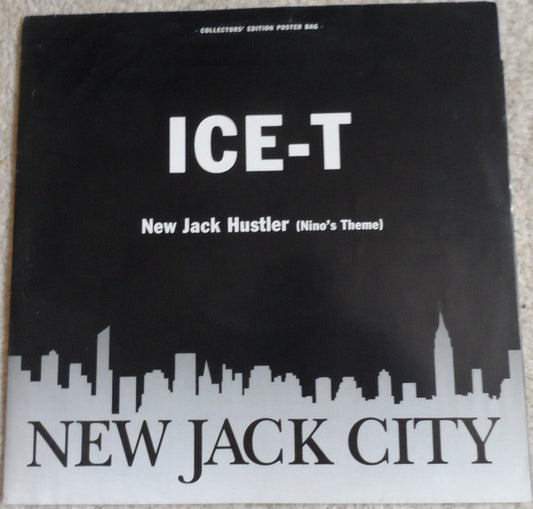 - COLLECTORS' EDITION POSTER BAG -
ICE-T
New Jack Hustler (Nino's Theme)
NEW JACK CITY